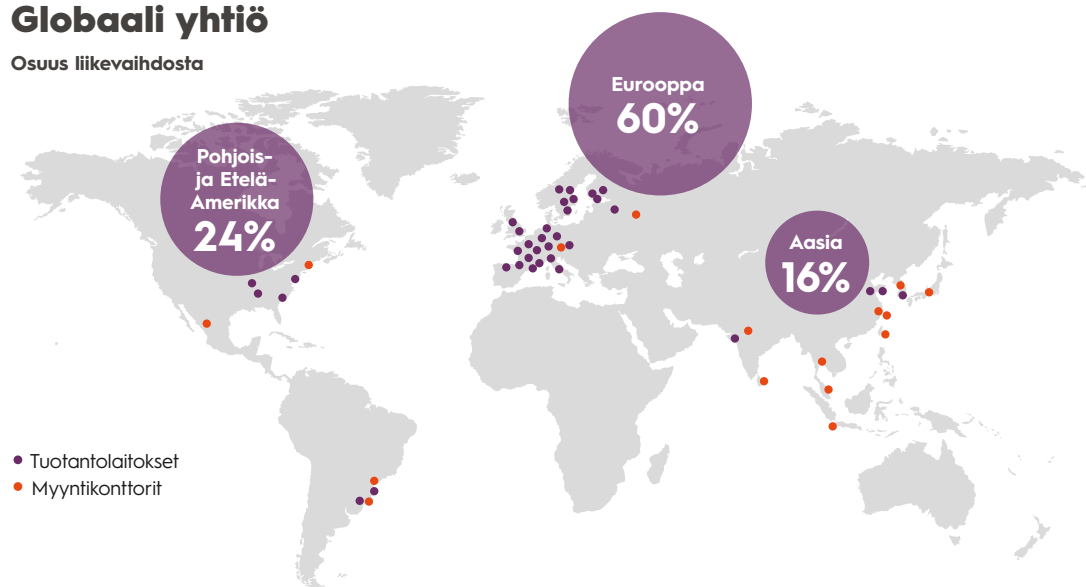 Globaali yhtiö
Osuus liikevaihdosta
Eurooppa
60%
Pohjois-
ja Etelä-
Amerikka
24%
Aasia
16%
Tuotantolaitokset
Myyntikonttorit